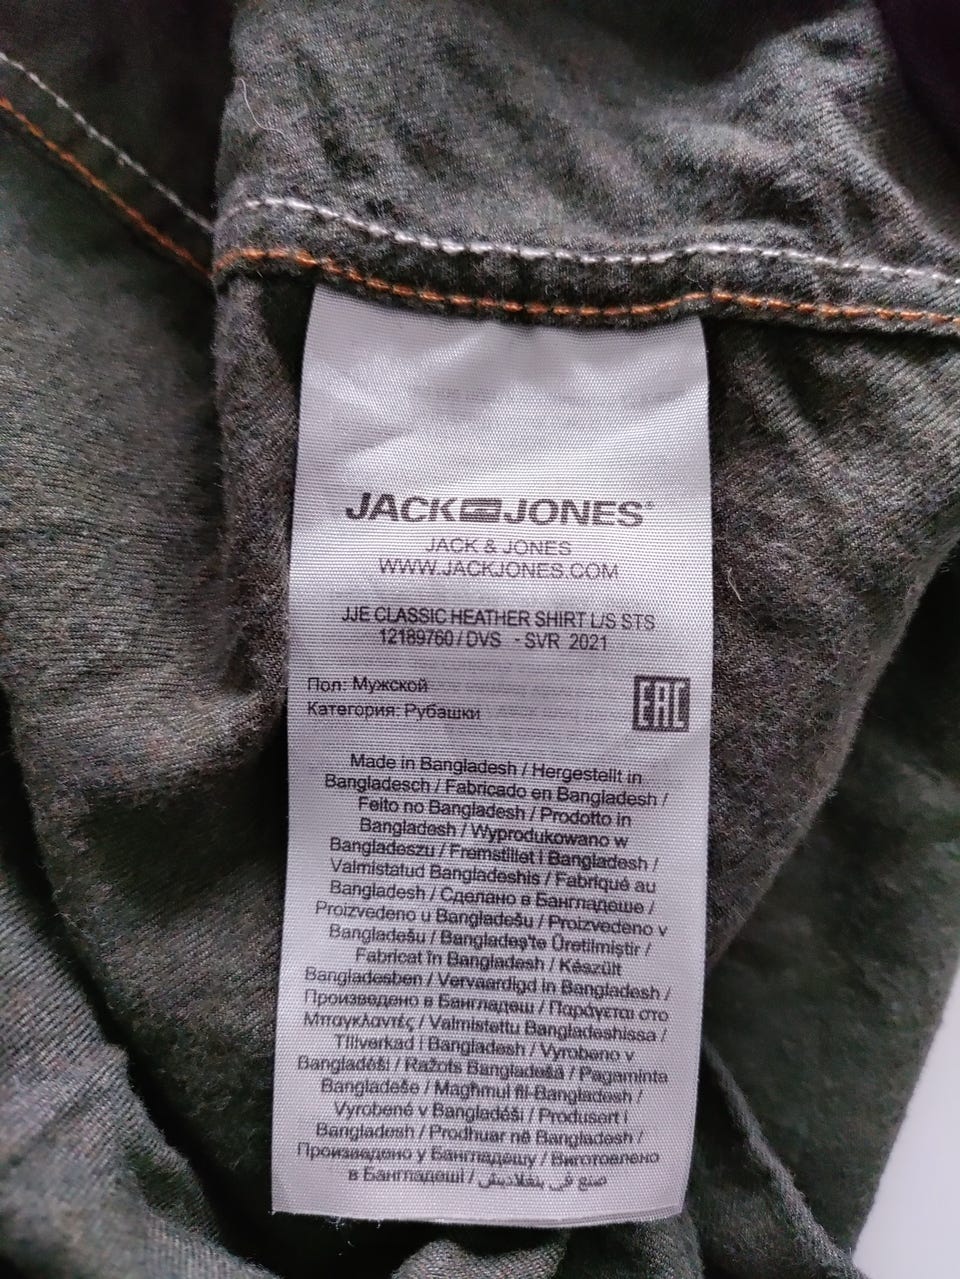 JACK JONES®
JACK & JONES
WWW.JACKJONES.COM
JJE CLASSIC HEATHER SHIRT L/S STS
12189760 / DVS - SVR 2021
Пол: Мужской
Категория: Рубашки
EAC
Made in Bangladesh / Hergestellt in
Bangladesch / Fabricado en Bangladesh /
Feito no Bangladesh / Prodotto in
Bangladesh / Wyprodukowano w
Bangladeszu / Fremstillet i Bangladesh /
Valmistatud Bangladeshis / Fabriqué au
Bangladesh / Сделано в Бангладеше /
Proizvedeno u Bangladešu / Proizvedeno v
Bangladešu / Bangladeş'te Üretilmiştir /
Fabricat în Bangladesh / Készült
Bangladesben / Vervaardigd in Bangladesh /
Произведено в Бангладеш / Παράγεται στο
Μπαγκλαντές / Valmistettu Bangladeshissa /
Tillverkad i Bangladesh / Vyrobeno v
Bangladéši / Ražots Bangladešā / Pagaminta
Bangladeše / Magħmul fil-Bangladesh /
Vyrobené v Bangladéši / Produsert i
Bangladesh / Prodhuar në Bangladesh /
Произведено у Бангладешу / Виготовлено
в Бангладеші / صنع في بنغلاديش